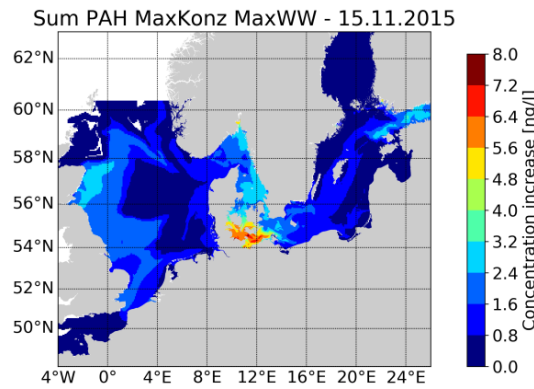 Sum PAH MaxKonz MaxWW - 15.11.2015
62°N
60°N
58°N
56°N
54°N
52°N
50°N
4°W
0°
4°E
8°E
12°E
16°E
20°E
24°E
8.0
7.2
6.4
5.6
4.8
4.0
3.2
2.4
1.6
0.8
0.0
Concentration increase [ng/l]